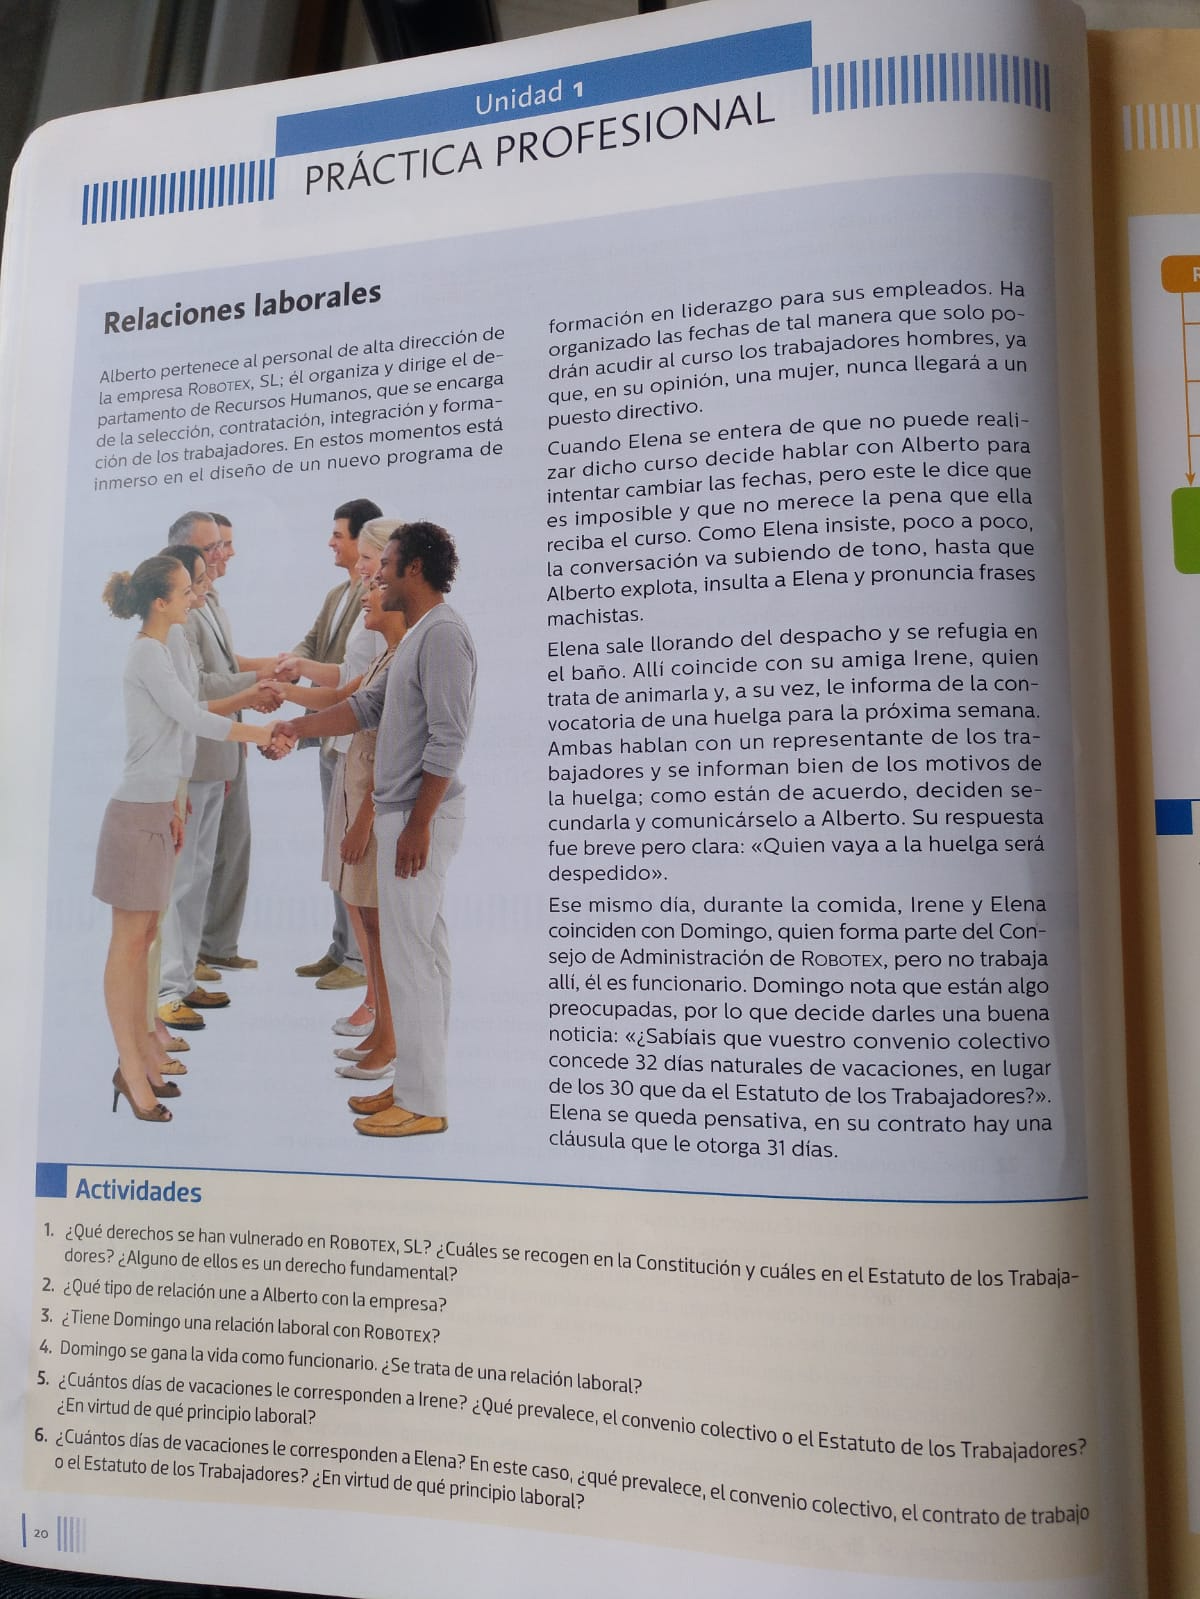 Unidad 1
PRÁCTICA PROFESIONAL
Relaciones laborales
Alberto pertenece al personal de alta dirección de
la empresa ROBOTEX, SL; él organiza y dirige el de-
partamento de Recursos Humanos, que se encarga
de la selección, contratación, integración y forma-
ción de los trabajadores. En estos momentos está
inmerso en el diseño de un nuevo programa de
formación en liderazgo para sus empleados. Ha
organizado las fechas de tal manera que solo po-
drán acudir al curso los trabajadores hombres, ya
que, en su opinión, una mujer, nunca llegará a un
puesto directivo.
Cuando Elena se entera de que no puede reali-
zar dicho curso decide hablar con Alberto para
intentar cambiar las fechas, pero este le dice que
es imposible y que no merece la pena que ella
reciba el curso. Como Elena insiste, poco a poco,
la conversación va subiendo de tono, hasta que
Alberto explota, insulta a Elena y pronuncia frases
machistas.
Elena sale llorando del despacho y se refugia en
el baño. Allí coincide con su amiga Irene, quien
trata de animarla y, a su vez, le informa de la con-
vocatoria de una huelga para la próxima semana.
Ambas hablan con un representante de los tra-
bajadores y se informan bien de los motivos de
la huelga; como están de acuerdo, deciden se-
cundarla y comunicárselo a Alberto. Su respuesta
fue breve pero clara: «Quien vaya a la huelga será
despedido».
Ese mismo día, durante la comida, Irene y Elena
coinciden con Domingo, quien forma parte del Con-
sejo de Administración de ROBOTEX, pero no trabaja
allí, él es funcionario. Domingo nota que están algo
preocupadas, por lo que decide darles una buena
noticia: «¿Sabíais que vuestro convenio colectivo
concede 32 días naturales de vacaciones, en lugar
de los 30 que da el Estatuto de los Trabajadores?».
Elena se queda pensativa, en su contrato hay una
cláusula que le otorga 31 días.
Actividades
1. ¿Qué derechos se han vulnerado en ROBOTEX, SL? ¿Cuáles se recogen en la Constitución y cuáles en el Estatuto de los Trabaja-
dores? ¿Alguno de ellos es un derecho fundamental?
2. ¿Qué tipo de relación une a Alberto con la empresa?
3. ¿Tiene Domingo una relación laboral con ROBOTEX?
4. Domingo se gana la vida como funcionario. ¿Se trata de una relación laboral?
5. ¿Cuántos días de vacaciones le corresponden a Irene? ¿Qué prevalece, el convenio colectivo o el Estatuto de los Trabajadores?
¿En virtud de qué principio laboral?
6. ¿Cuántos días de vacaciones le corresponden a Elena? En este caso, ¿qué prevalece, el convenio colectivo, el contrato de trabajo
o el Estatuto de los Trabajadores? ¿En virtud de qué principio laboral?
20